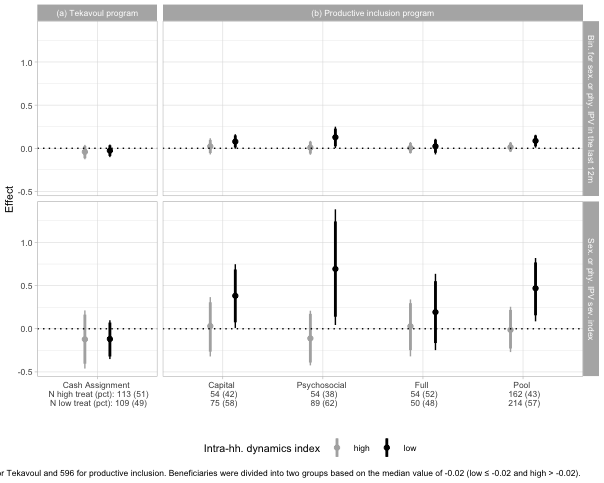 (a) Tekavoul program
(b) Productive inclusion program
Bin. for sex. or phy. IPV in the last 12m
1.0
0.5
0.0
-0.5
Sex. or phy. IPV sev. index
1.0
0.5
0.0
-0.5
Effect
Cash Assignment
N high treat (pct): 113 (51)
N low treat (pct): 109 (49)
Capital
54 (42)
75 (58)
Psychosocial
54 (38)
89 (62)
Full
54 (52)
50 (48)
Pool
162 (43)
214 (57)
Intra-hh. dynamics index
high
low
or Tekavoul and 596 for productive inclusion. Beneficiaries were divided into two groups based on the median value of -0.02 (low ≤ -0.02 and high > -0.02).